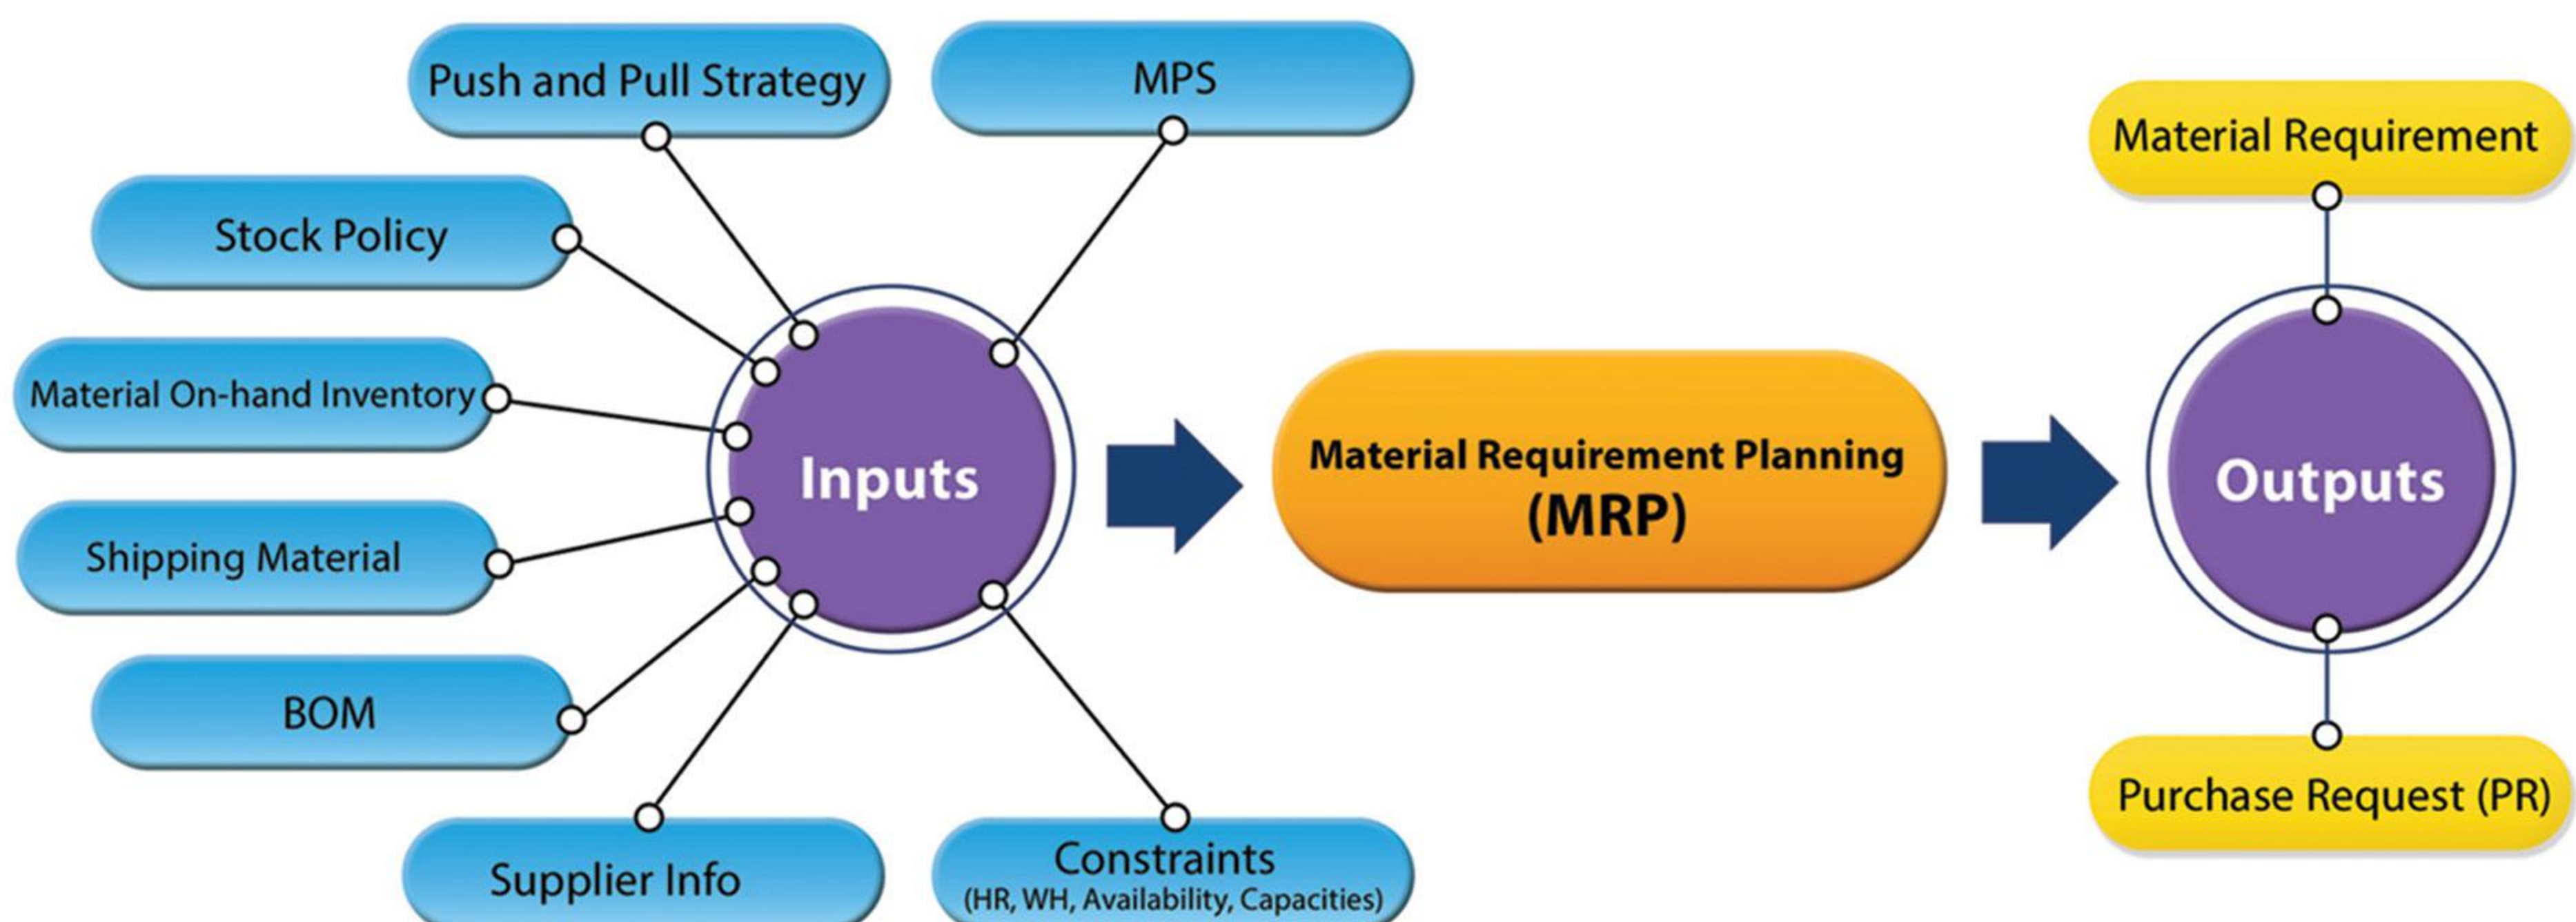 Push and Pull Strategy
MPS
Stock Policy
Material On-hand Inventory
Shipping Material
BOM
Supplier Info
Constraints
(HR, WH, Availability, Capacities)
Inputs
Material Requirement Planning
(MRP)
Material Requirement
Outputs
Purchase Request (PR)